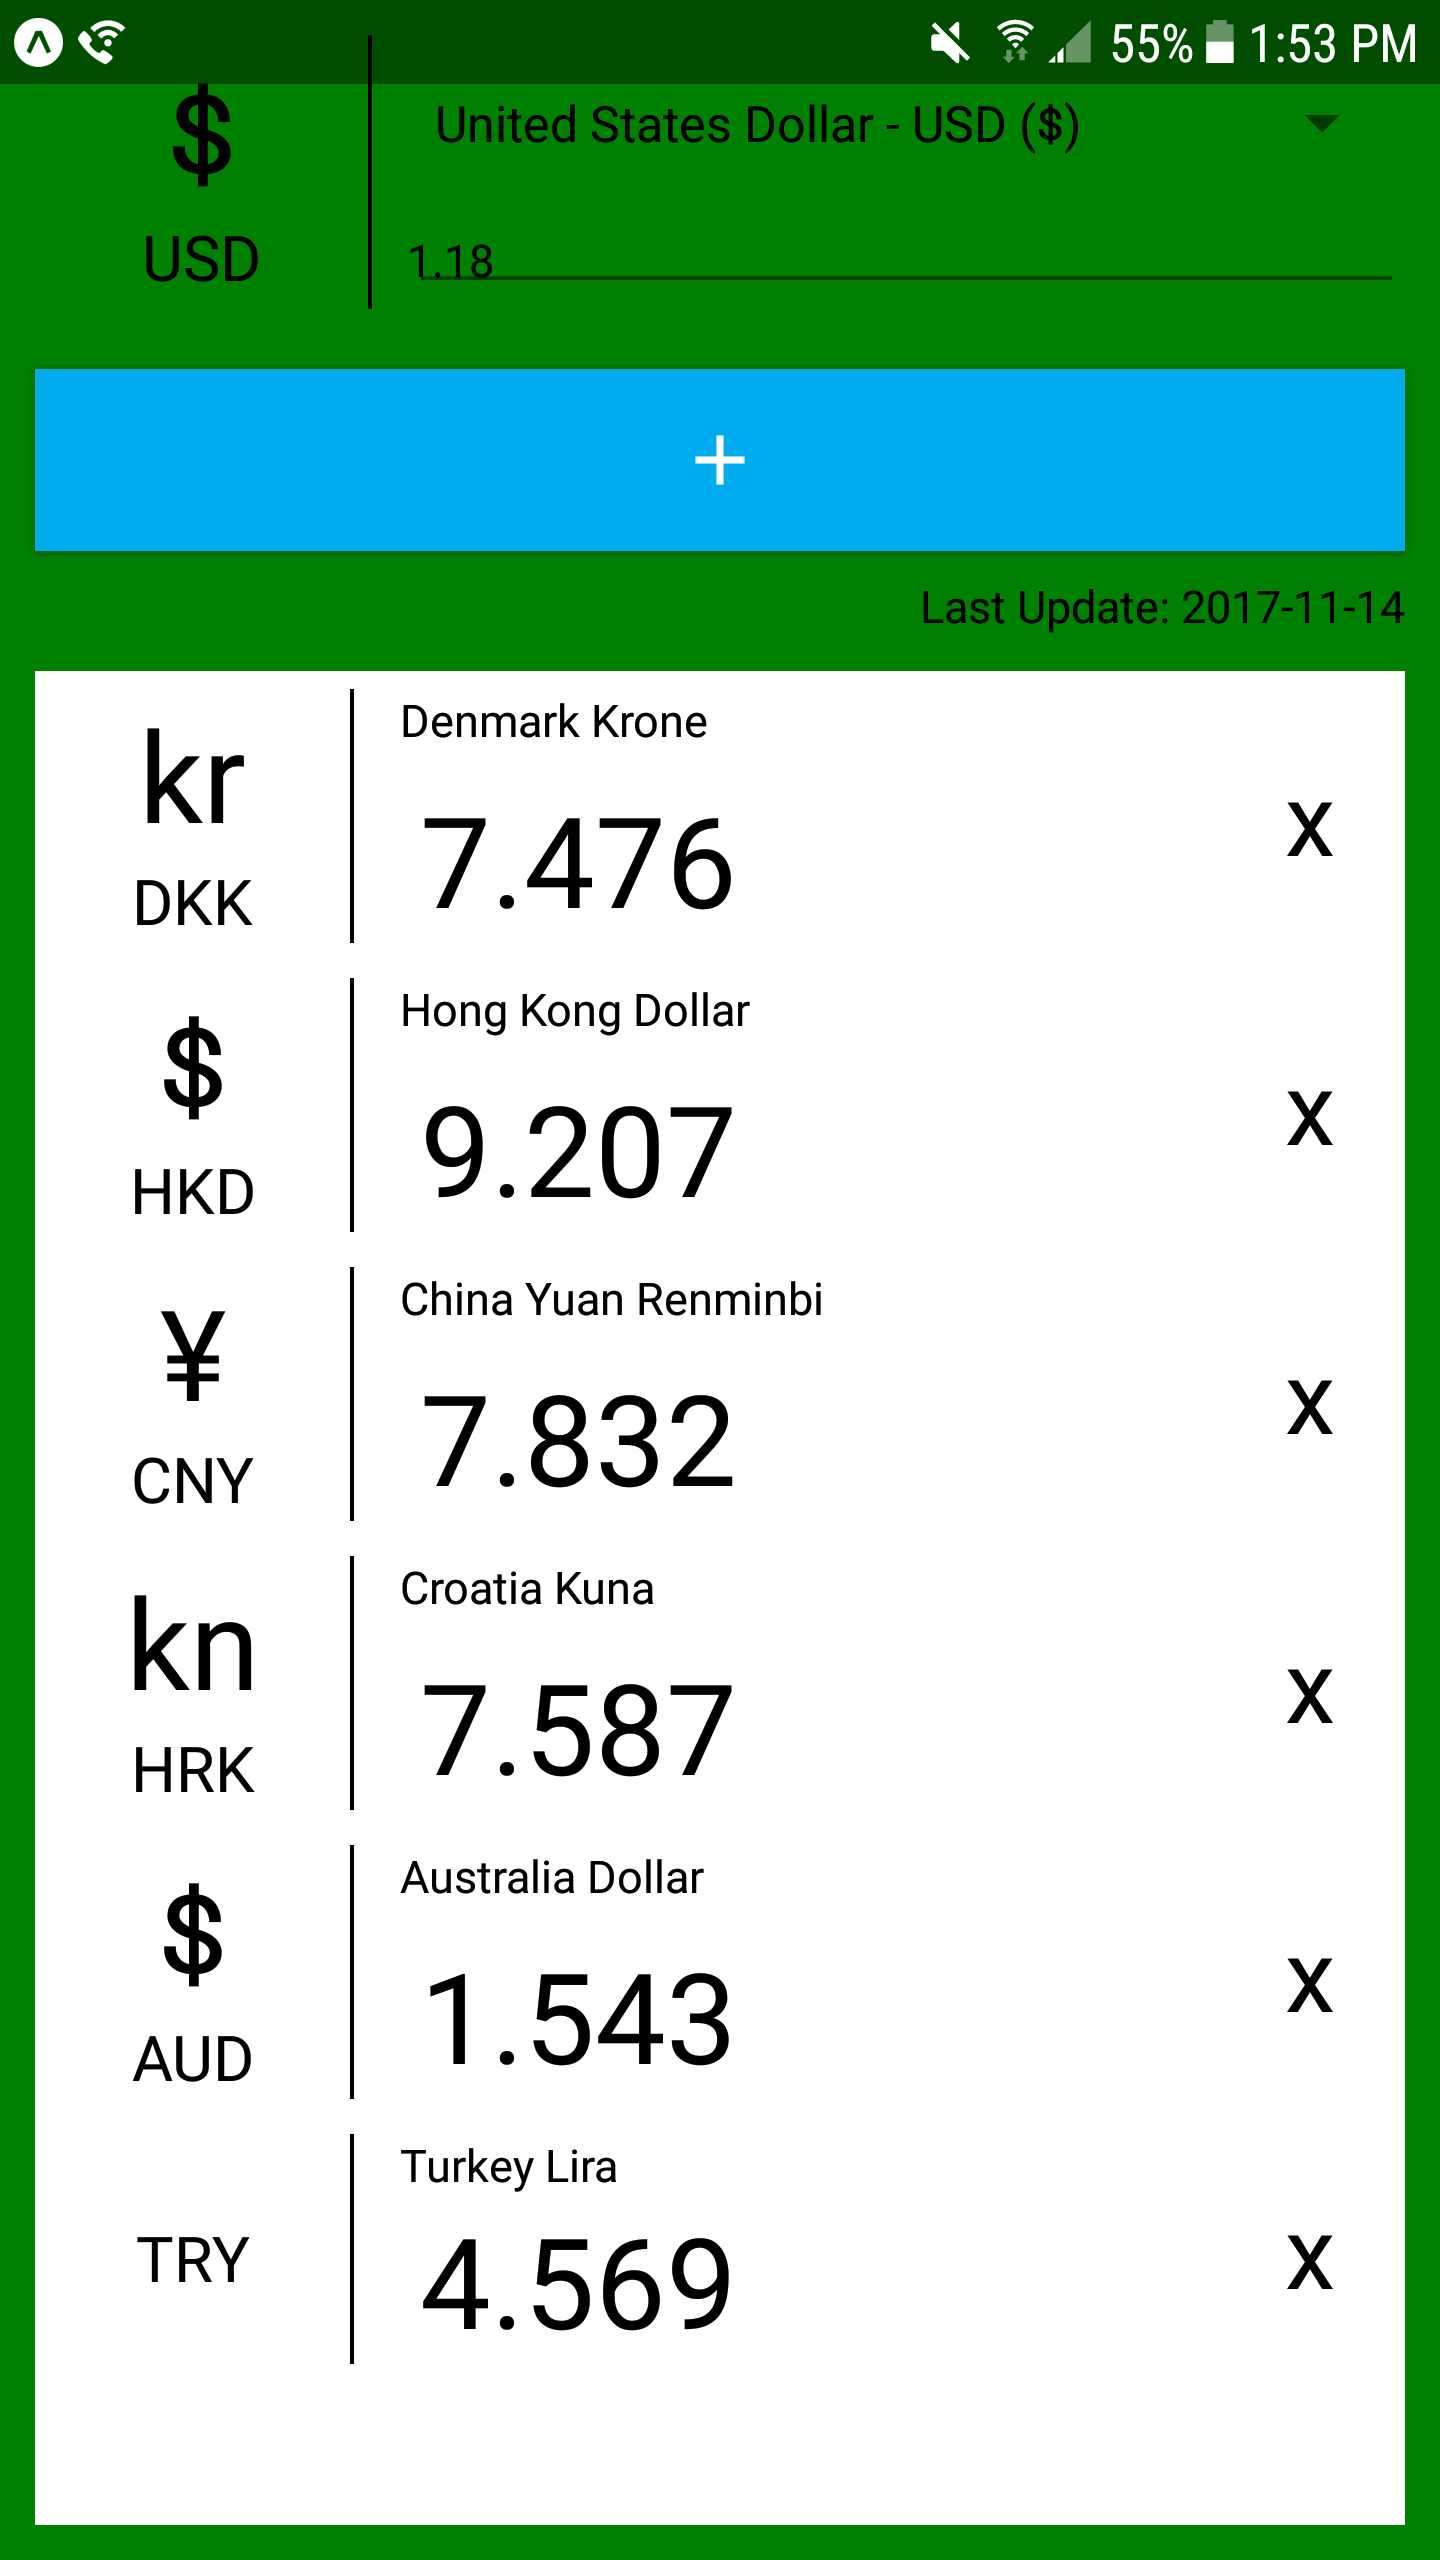 55% 1:53 PM
$ United States Dollar - USD ($)
USD 1.18
+
Last Update: 2017-11-14
Denmark Krone
kr
DKK
7.476
x
Hong Kong Dollar
$
HKD
9.207
x
China Yuan Renminbi
¥
CNY
7.832
x
Croatia Kuna
kn
HRK
7.587
x
Australia Dollar
$
AUD
1.543
x
Turkey Lira
TRY
4.569
x